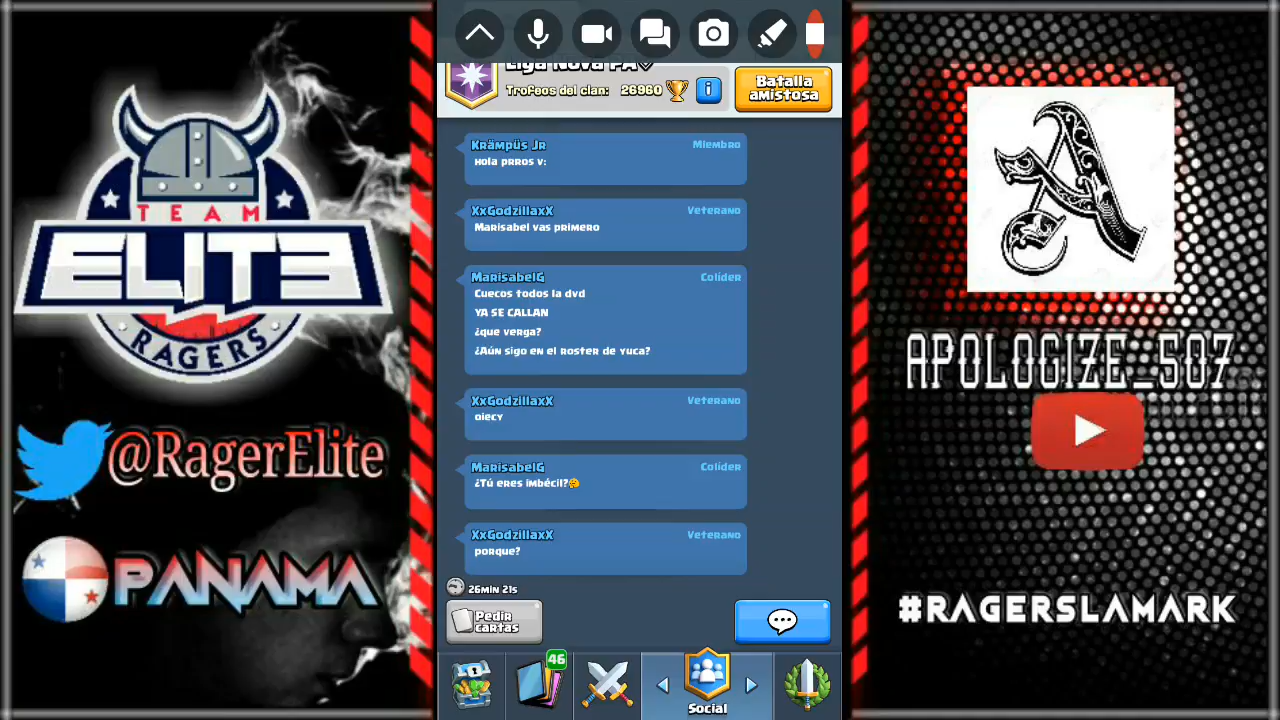 TEAM
ELIT3
RAGERS
@RagerElite
PANAMA
Liga Nova PA
Trofeos del clan: 26960
i
Batalla
amistosa
Krämpüs Jr
Miembro
Hola prros v:
XxGodzillaxX
Veterano
Marisabel vas primero
MarisabelG
Colíder
Cuecos todos la dvd
YA SE CALLAN
¿que verga?
¿Aún sigo en el roster de yuca?
XxGodzillaxX
Veterano
oiecy
MarisabelG
Colíder
¿Tú eres imbécil?🤔
XxGodzillaxX
Veterano
porque?
26min 21s
Pedir
cartas
46
Social
A
APOLOGIZE_507
#RAGERSLAMARK